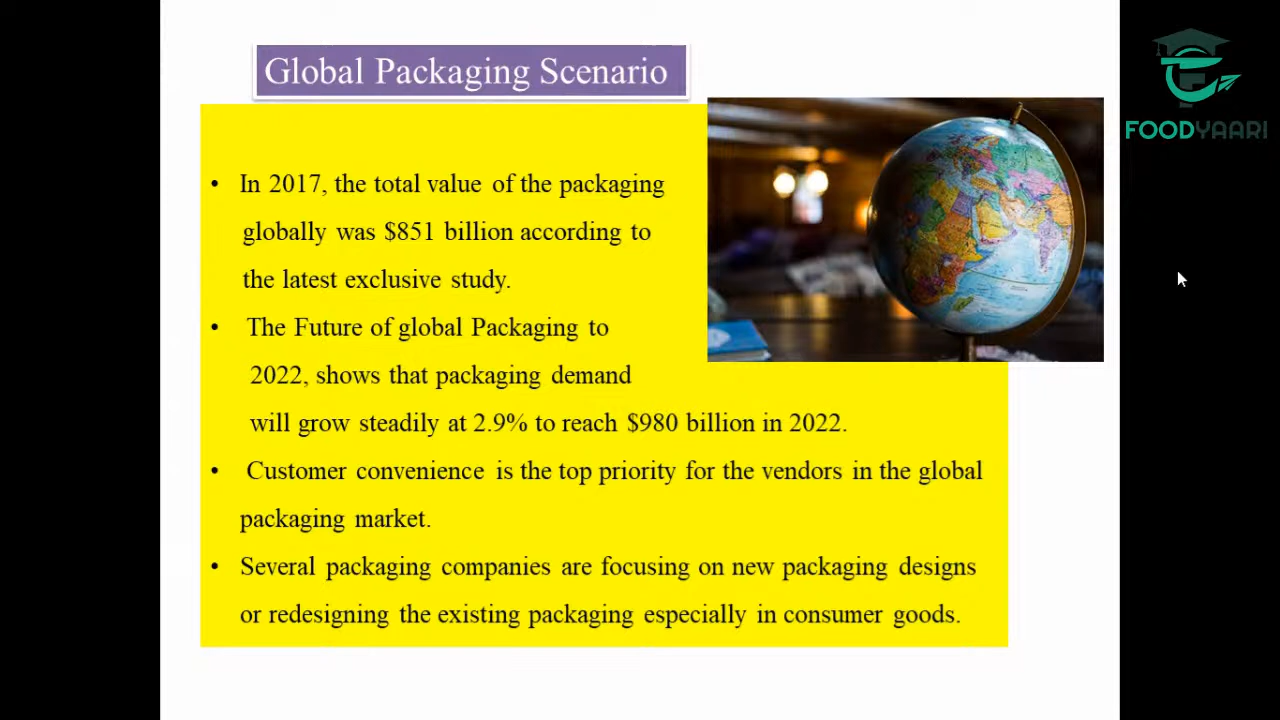 Global Packaging Scenario
FOODYAARI
• In 2017, the total value of the packaging
globally was $851 billion according to
the latest exclusive study.
• The Future of global Packaging to
2022, shows that packaging demand
will grow steadily at 2.9% to reach $980 billion in 2022.
• Customer convenience is the top priority for the vendors in the global
packaging market.
• Several packaging companies are focusing on new packaging designs
or redesigning the existing packaging especially in consumer goods.